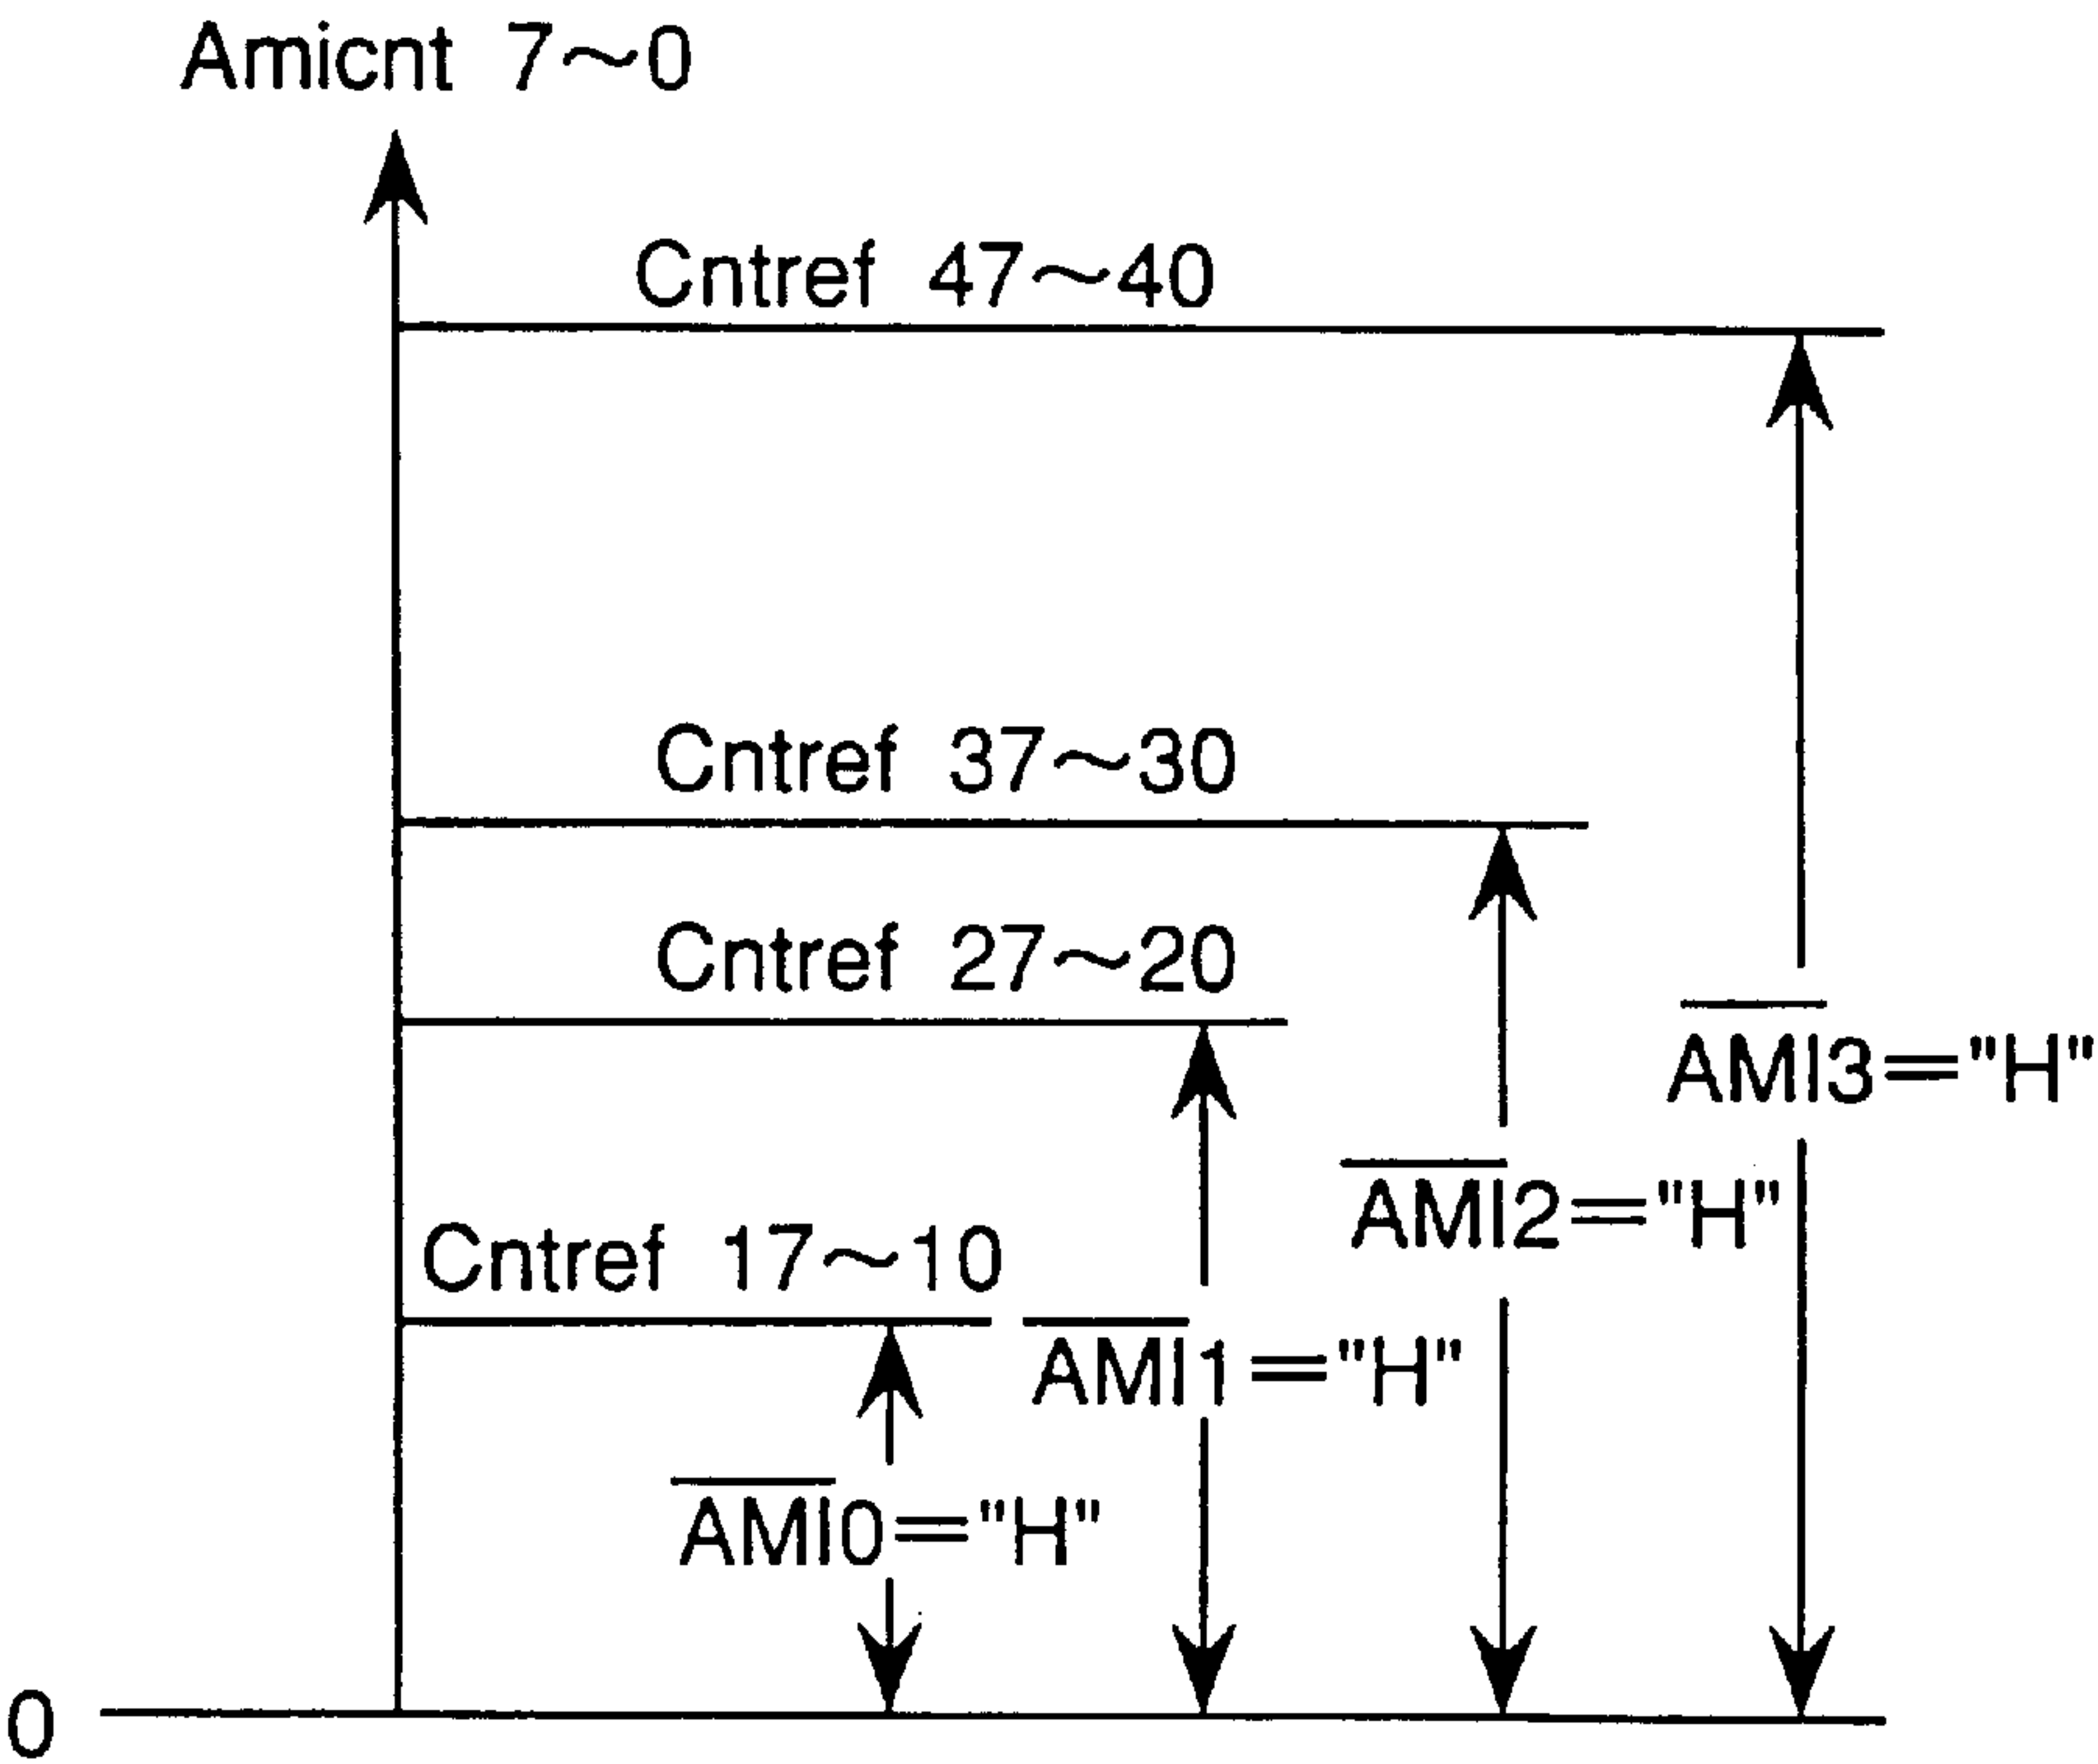 Amicnt 7～0
Cntref 47～40
Cntref 37～30
Cntref 27～20
AMI3="H"
AMI2="H"
Cntref 17～10
AMI1="H"
AMI0="H"
0